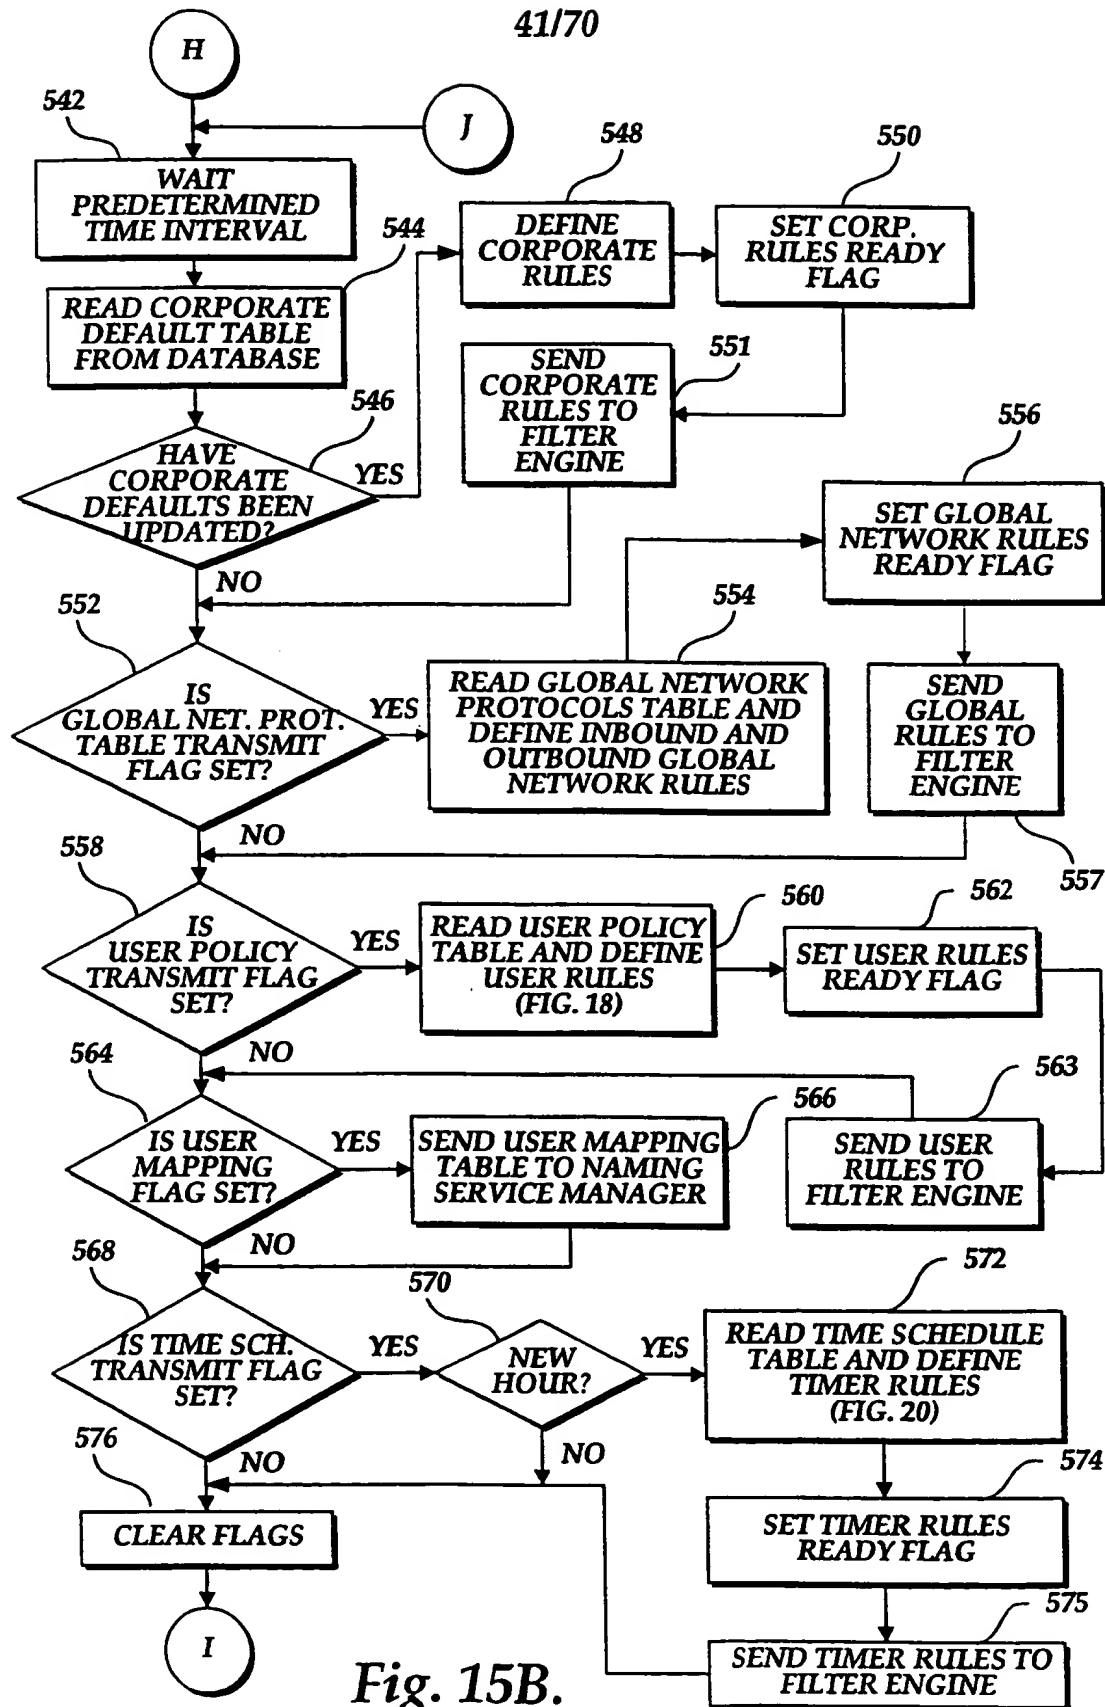 41/70
H
J
542
WAIT
PREDETERMINED
TIME INTERVAL
544
READ CORPORATE
DEFAULT TABLE
FROM DATABASE
546
HAVE
CORPORATE
DEFAULTS BEEN
UPDATED?
YES
NO
548
DEFINE
CORPORATE
RULES
550
SET CORP.
RULES READY
FLAG
551
SEND
CORPORATE
RULES TO
FILTER
ENGINE
552
IS
GLOBAL NET. PROT.
TABLE TRANSMIT
FLAG SET?
YES
NO
554
READ GLOBAL NETWORK
PROTOCOLS TABLE AND
DEFINE INBOUND AND
OUTBOUND GLOBAL
NETWORK RULES
556
SET GLOBAL
NETWORK RULES
READY FLAG
SEND
GLOBAL
RULES TO
FILTER
ENGINE
557
558
IS
USER POLICY
TRANSMIT FLAG
SET?
YES
NO
560
READ USER POLICY
TABLE AND DEFINE
USER RULES
(FIG. 18)
562
SET USER RULES
READY FLAG
563
SEND USER
RULES TO
FILTER ENGINE
564
IS USER
MAPPING
FLAG SET?
YES
NO
566
SEND USER MAPPING
TABLE TO NAMING
SERVICE MANAGER
568
IS TIME SCH.
TRANSMIT FLAG
SET?
YES
NO
570
NEW
HOUR?
YES
NO
572
READ TIME SCHEDULE
TABLE AND DEFINE
TIMER RULES
(FIG. 20)
574
SET TIMER RULES
READY FLAG
575
SEND TIMER RULES TO
FILTER ENGINE
576
CLEAR FLAGS
I
Fig. 15B.